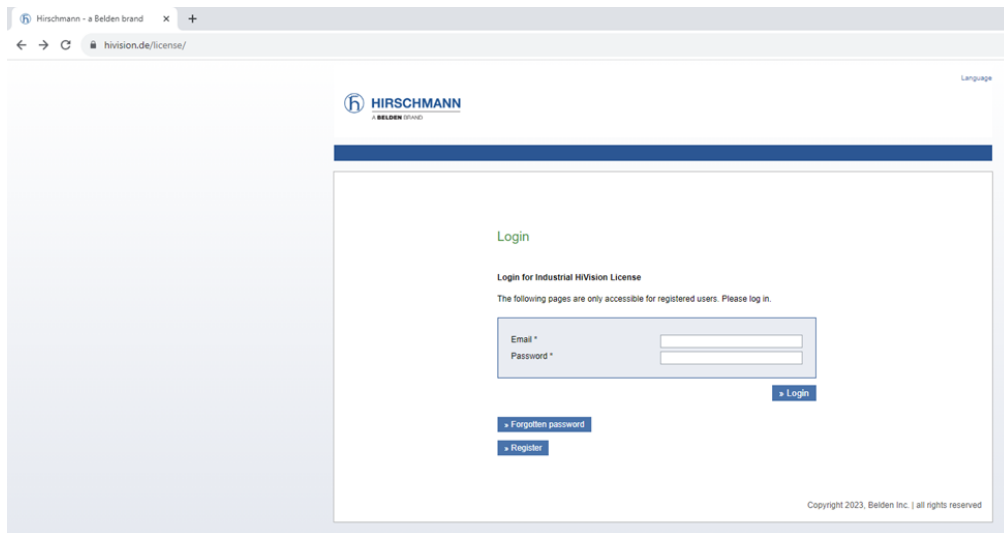 Hirschmann - a Belden brand
hivision.de/license/
Language
HIRSCHMANN
A BELDEN BRAND
Login
Login for Industrial HiVision License
The following pages are only accessible for registered users. Please log in.
Email *
Password *
» Login
» Forgotten password
» Register
Copyright 2023, Belden Inc. | all rights reserved